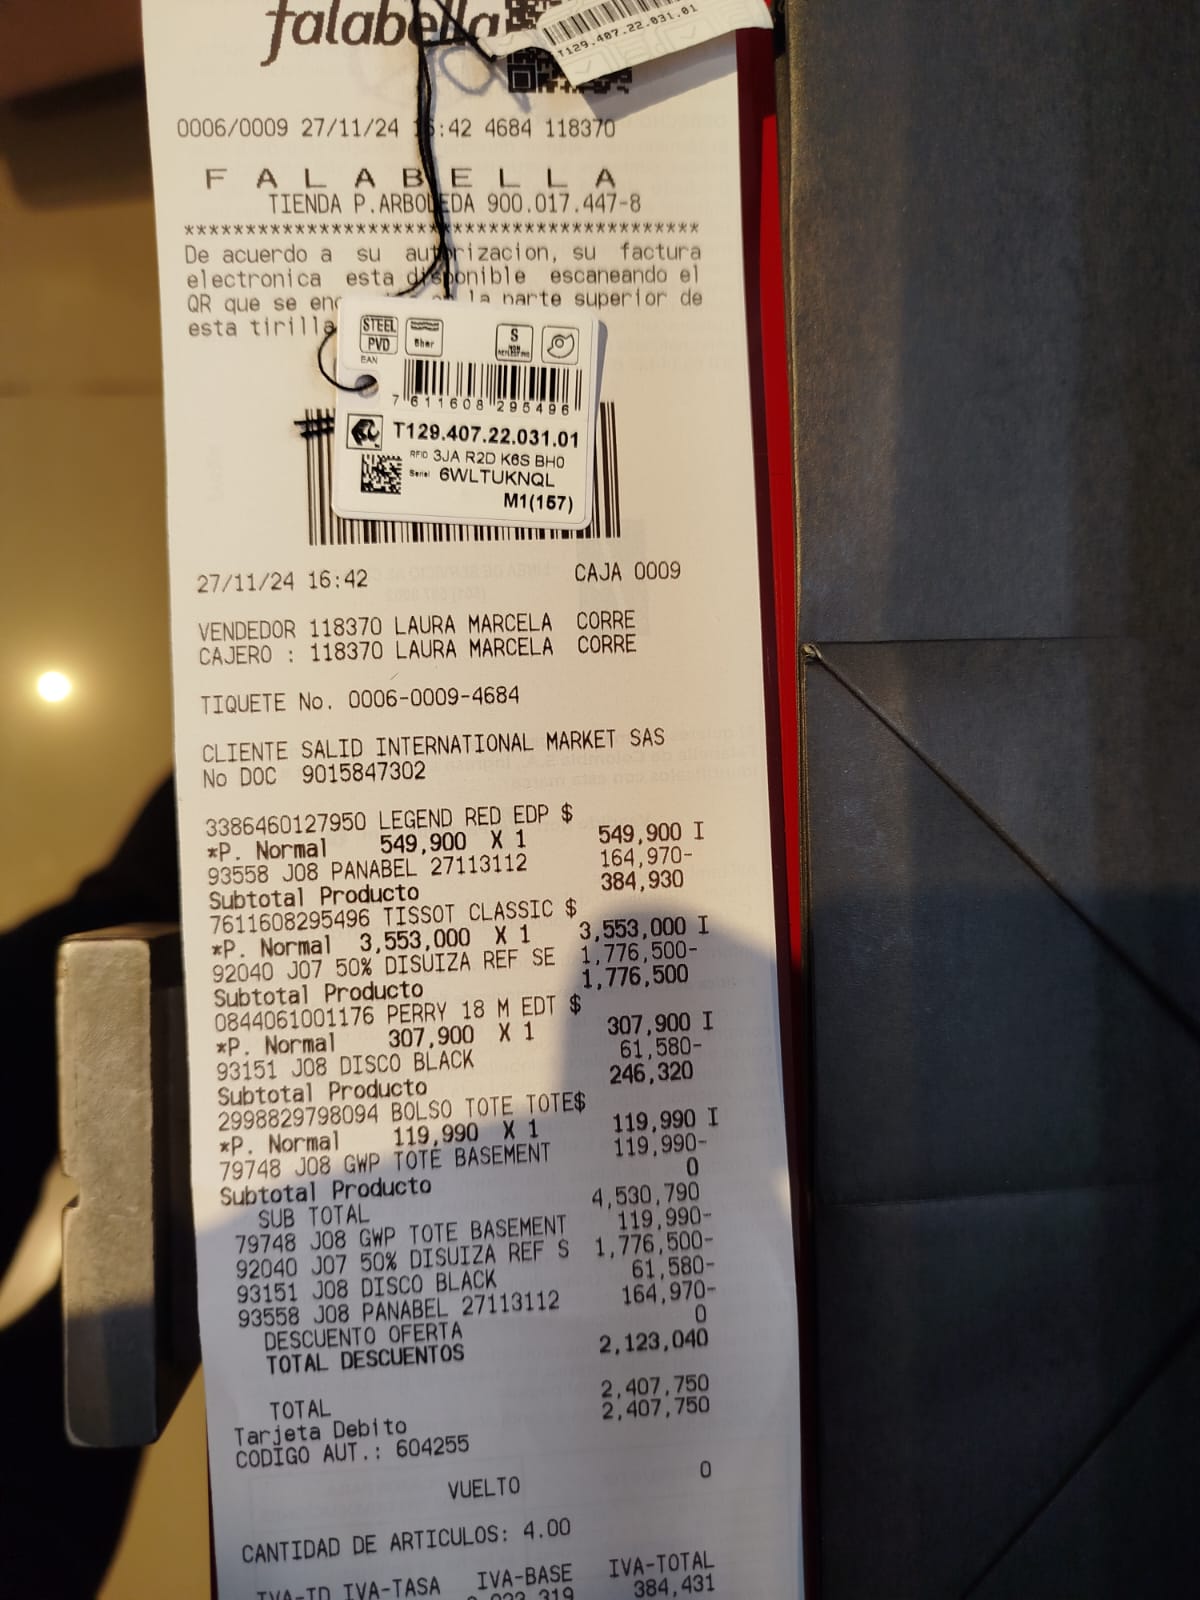 falabella
T129.407.22.031.01
0006/0009 27/11/24 16:42 4684 118370
F A L A B E L L A
TIENDA P.ARBOLEDA 900.017.447-8
******************************************
De acuerdo a su autorizacion, su factura
electronica esta disponible escaneando el
QR que se en la parte superior de
esta tirilla
STEEL PVD
6bar
S
NON REFLECTING
EAN
7 611608 295496
T129.407.22.031.01
RFID 3JA R2D K6S BH0
Serial 6WLTUKNQL
M1(157)
27/11/24 16:42 CAJA 0009
VENDEDOR 118370 LAURA MARCELA CORRE
CAJERO : 118370 LAURA MARCELA CORRE
TIQUETE No. 0006-0009-4684
CLIENTE SALID INTERNATIONAL MARKET SAS
No DOC 9015847302
3386460127950 LEGEND RED EDP $
*P. Normal 549,900 X 1 549,900 I
93558 J08 PANABEL 27113112 164,970-
Subtotal Producto 384,930
7611608295496 TISSOT CLASSIC $
*P. Normal 3,553,000 X 1 3,553,000 I
92040 J07 50% DISUIZA REF SE 1,776,500-
Subtotal Producto 1,776,500
0844061001176 PERRY 18 M EDT $
*P. Normal 307,900 X 1 307,900 I
93151 J08 DISCO BLACK 61,580-
Subtotal Producto 246,320
2998829798094 BOLSO TOTE TOTE$
*P. Normal 119,990 X 1 119,990 I
79748 J08 GWP TOTE BASEMENT 119,990-
Subtotal Producto 0
SUB TOTAL 4,530,790
79748 J08 GWP TOTE BASEMENT 119,990-
92040 J07 50% DISUIZA REF S 1,776,500-
93151 J08 DISCO BLACK 61,580-
93558 J08 PANABEL 27113112 164,970-
DESCUENTO OFERTA 0
TOTAL DESCUENTOS 2,123,040
TOTAL 2,407,750
Tarjeta Debito 2,407,750
CODIGO AUT.: 604255
VUELTO 0
CANTIDAD DE ARTICULOS: 4.00
IVA-ID IVA-TASA IVA-BASE IVA-TOTAL
384,431